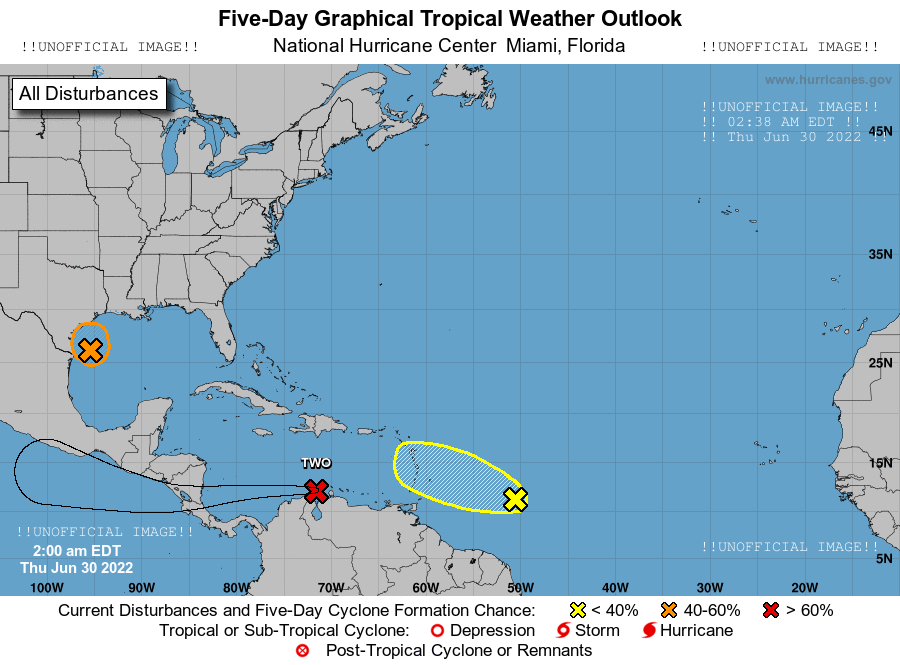 Five-Day Graphical Tropical Weather Outlook
!!UNOFFICIAL IMAGE!! National Hurricane Center Miami, Florida !!UNOFFICIAL IMAGE!!
All Disturbances
www.hurricanes.gov
!!UNOFFICIAL IMAGE!!
!! 02:38 AM EDT !!
!! Thu Jun 30 2022 !!
45N
35N
25N
15N
TWO
!!UNOFFICIAL IMAGE!!
2:00 am EDT
Thu Jun 30 2022
!!UNOFFICIAL IMAGE!!
5N
100W 90W 80W 70W 60W 50W 40W 30W 20W
Current Disturbances and Five-Day Cyclone Formation Chance: < 40% 40-60% > 60%
Tropical or Sub-Tropical Cyclone: Depression Storm Hurricane
Post-Tropical Cyclone or Remnants